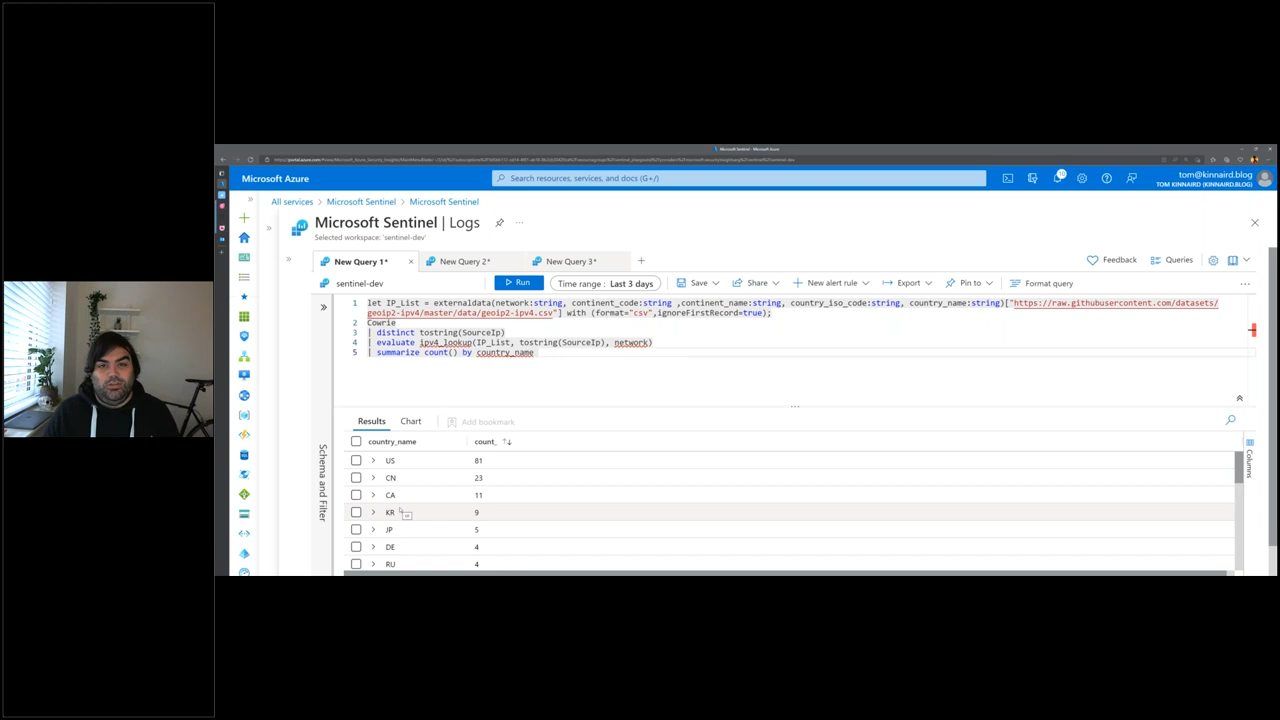 Microsoft Sentinel - Microsoft Azure
Microsoft Azure
Search resources, services, and docs (G+/)
10
tom@kinnaird.blog
TOM KINNAIRD (KINNAIRD.BLOG)
All services > Microsoft Sentinel > Microsoft Sentinel
Microsoft Sentinel | Logs
Selected workspace: 'sentinel-dev'
New Query 1*
New Query 2*
New Query 3*
Feedback
Queries
sentinel-dev
Run
Time range : Last 3 days
Save
Share
New alert rule
Export
Pin to
Format query
1 let IP_List = externaldata(network:string, continent_code:string ,continent_name:string, country_iso_code:string, country_name:string)["https://raw.githubusercontent.com/datasets/
geoip2-ipv4/master/data/geoip2-ipv4.csv"] with (format="csv",ignoreFirstRecord=true);
2 Cowrie
3 | distinct tostring(SourceIp)
4 | evaluate ipv4_lookup(IP_List, tostring(SourceIp), network)
5 | summarize count() by country_name
Schema and Filter
Results
Chart
Add bookmark
Columns
country_name count_
US 81
CN 23
CA 11
KR 9
JP 5
DE 4
RU 4